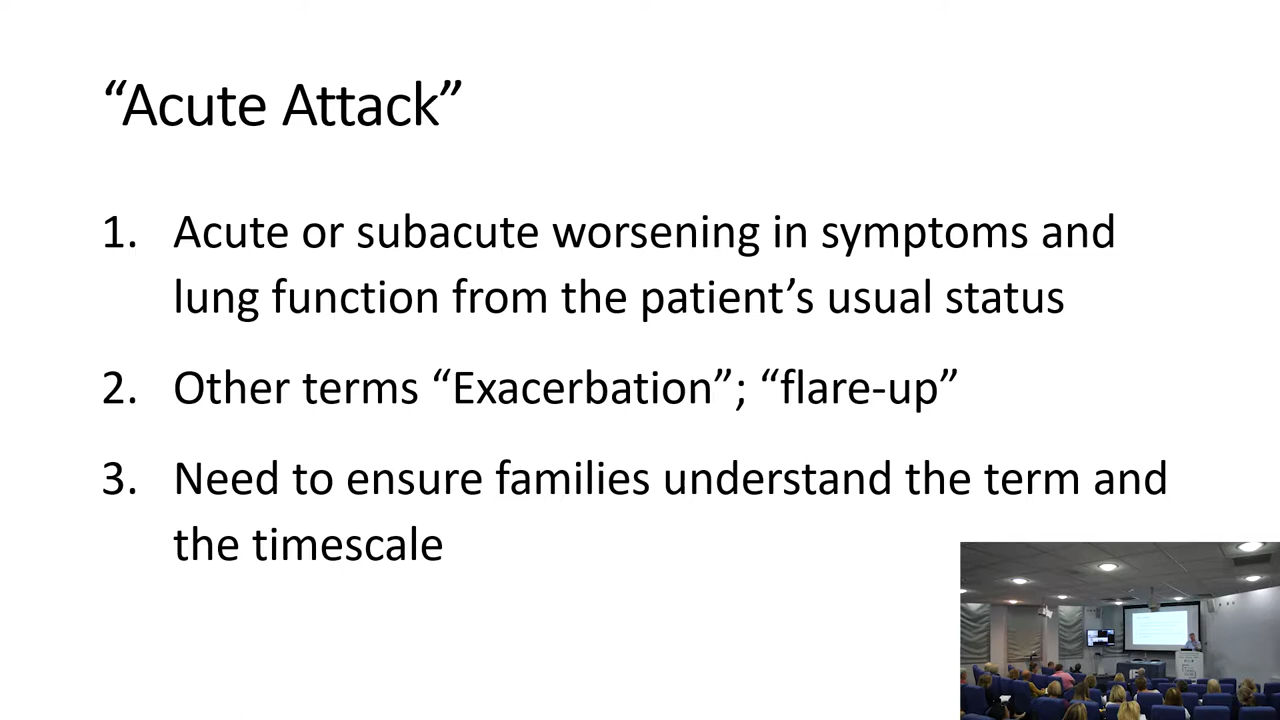 “Acute Attack”
1. Acute or subacute worsening in symptoms and
lung function from the patient’s usual status
2. Other terms “Exacerbation”; “flare-up”
3. Need to ensure families understand the term and
the timescale